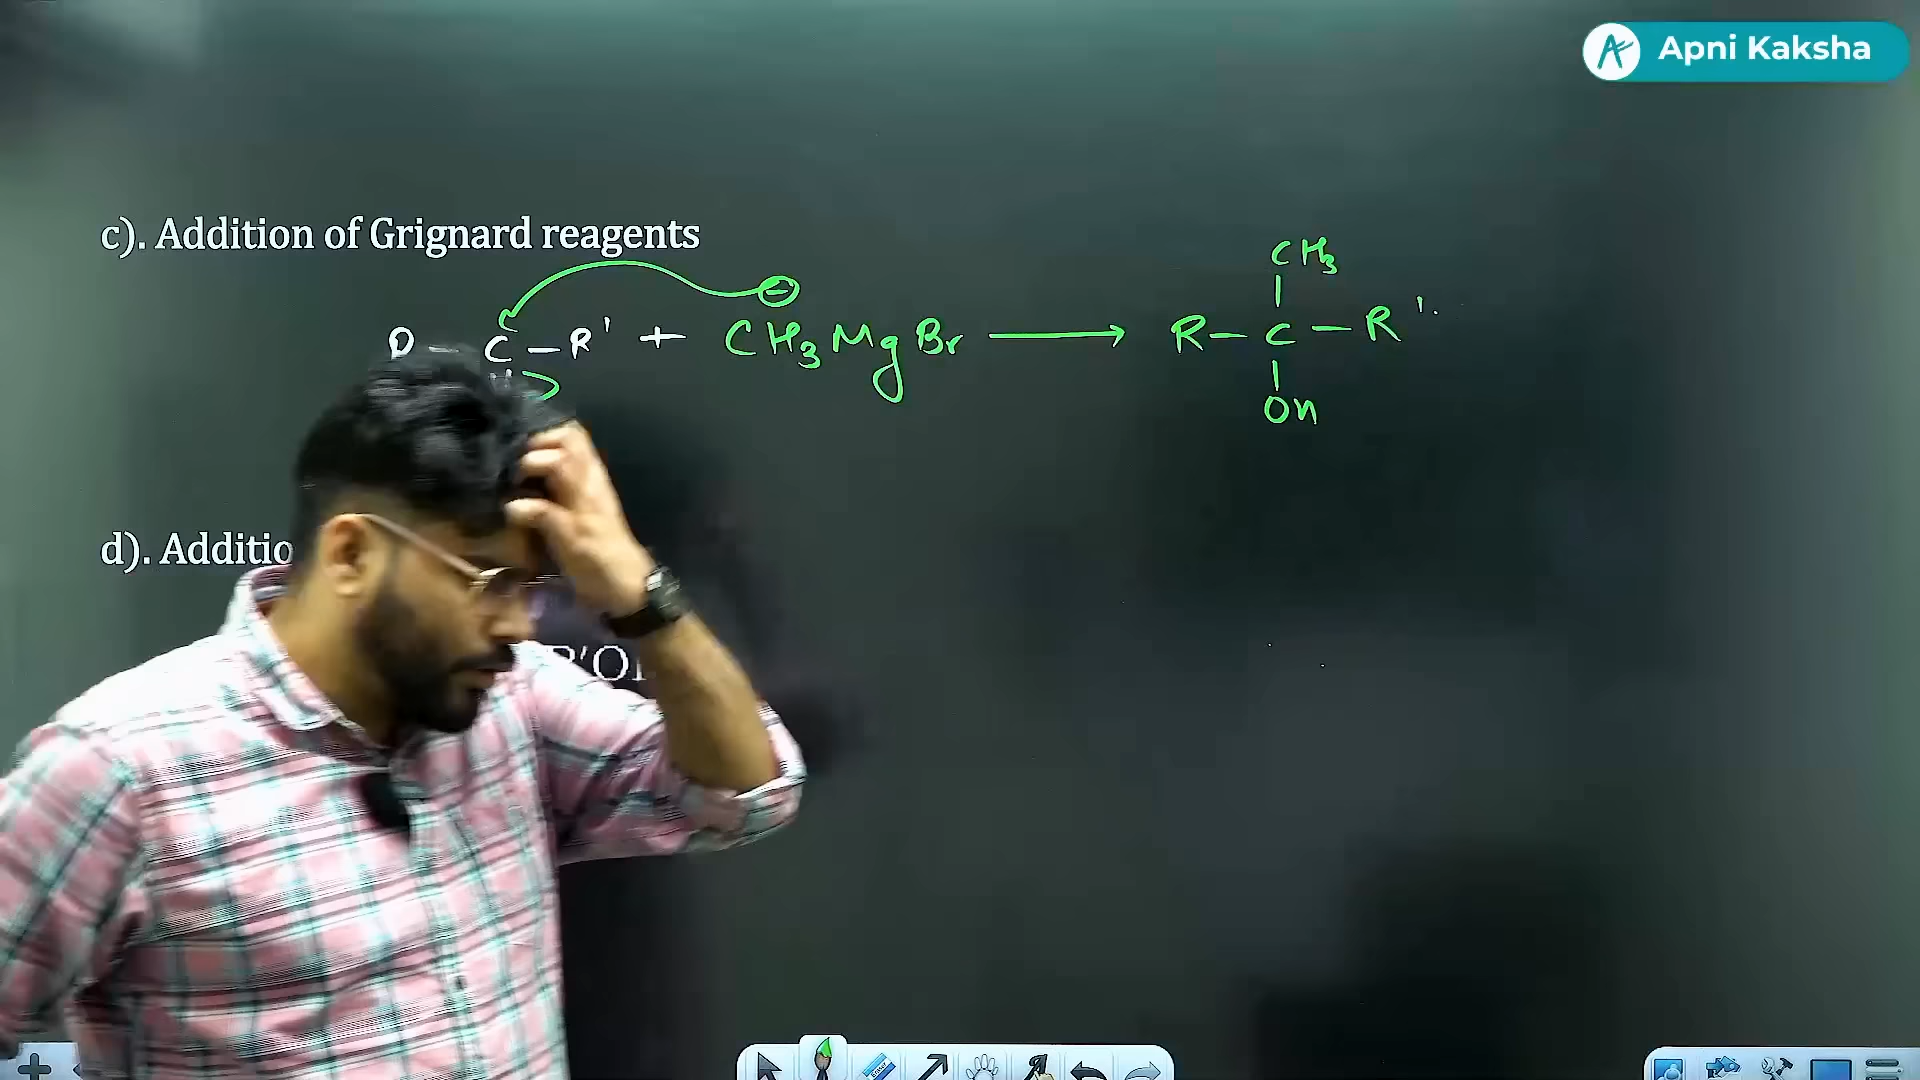 Apni Kaksha
c). Addition of Grignard reagents
CH3
R - C - R' + CH3MgBr → R - C - R'
OH
d). Additio
R'O